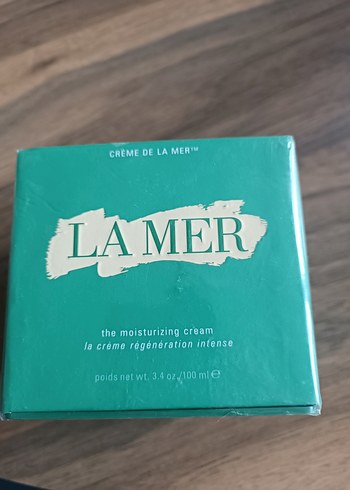 CRÈME DE LA MER™
LA MER
the moisturizing cream
la crème régénération intense
poids net wt. 3.4 oz./100 ml ℮